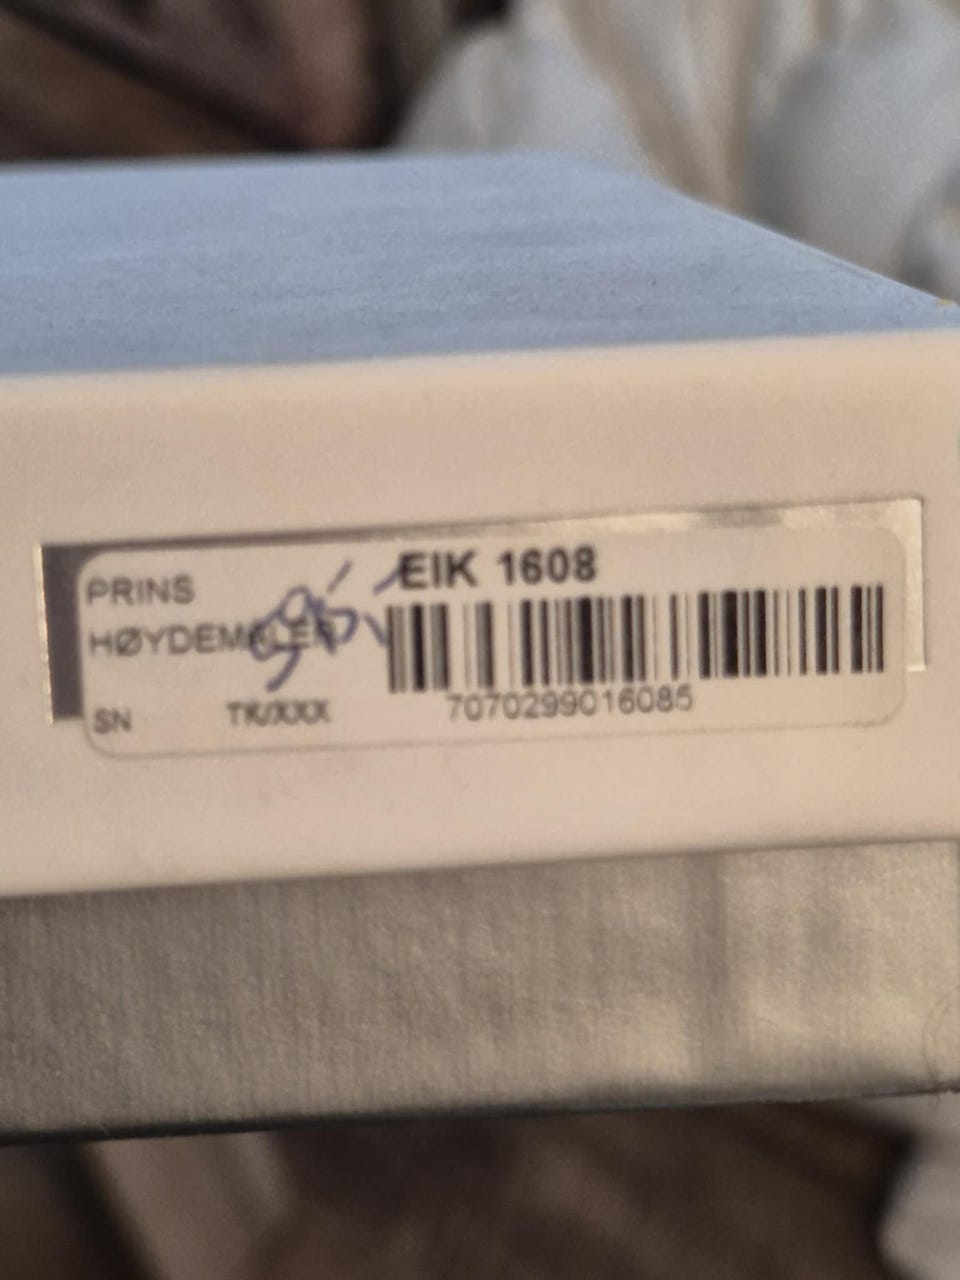 PRINS
EIK 1608
HØYDEMÅLER
SN
TK/XXX
7070299016085